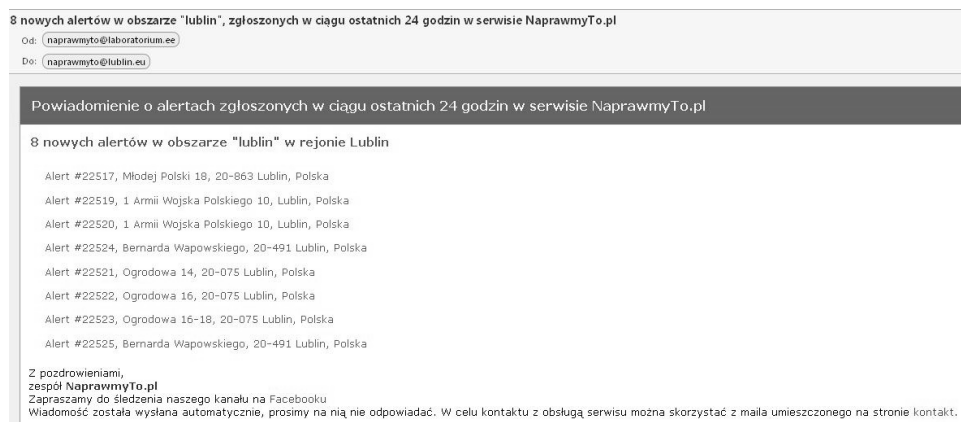 8 nowych alertów w obszarze "lublin", zgłoszonych w ciągu ostatnich 24 godzin w serwisie NaprawmyTo.pl
Od: naprawmyto@laboratorium.ee
Do: naprawmyto@lublin.eu
Powiadomienie o alertach zgłoszonych w ciągu ostatnich 24 godzin w serwisie NaprawmyTo.pl
8 nowych alertów w obszarze "lublin" w rejonie Lublin
Alert #22517, Młodej Polski 18, 20-863 Lublin, Polska
Alert #22519, 1 Armii Wojska Polskiego 10, Lublin, Polska
Alert #22520, 1 Armii Wojska Polskiego 10, Lublin, Polska
Alert #22524, Bernarda Wapowskiego, 20-491 Lublin, Polska
Alert #22521, Ogrodowa 14, 20-075 Lublin, Polska
Alert #22522, Ogrodowa 16, 20-075 Lublin, Polska
Alert #22523, Ogrodowa 16-18, 20-075 Lublin, Polska
Alert #22525, Bernarda Wapowskiego, 20-491 Lublin, Polska
Z pozdrowieniami,
zespół NaprawmyTo.pl
Zapraszamy do śledzenia naszego kanału na Facebooku
Wiadomość została wysłana automatycznie, prosimy na nią nie odpowiadać. W celu kontaktu z obsługą serwisu można skorzystać z maila umieszczonego na stronie kontakt.